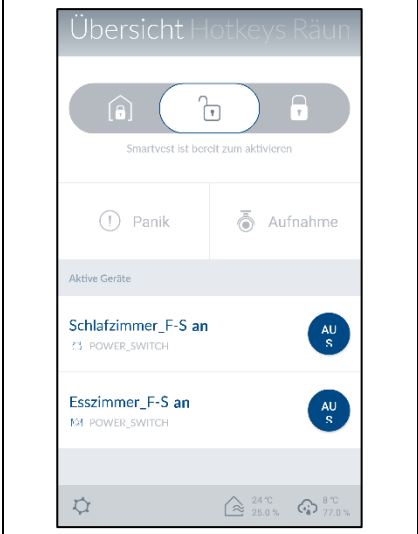 Übersicht Hotkeys Räun
Smartvest ist bereit zum aktivieren
Panik
Aufnahme
Aktive Geräte
Schlafzimmer_F-S an
POWER_SWITCH
AU
S
Esszimmer_F-S an
POWER_SWITCH
AU
S
24 °C
25.0 %
8 °C
77.0 %